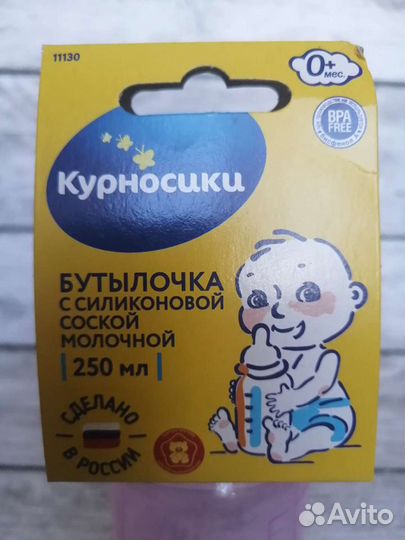 11130
0+
мес.
BPA
FREE
Курносики
БУТЫЛОЧКА
С СИЛИКОНОВОЙ
СОСКОЙ
МОЛОЧНОЙ
250 мл
СДЕЛАНО
В РОССИИ
Avito